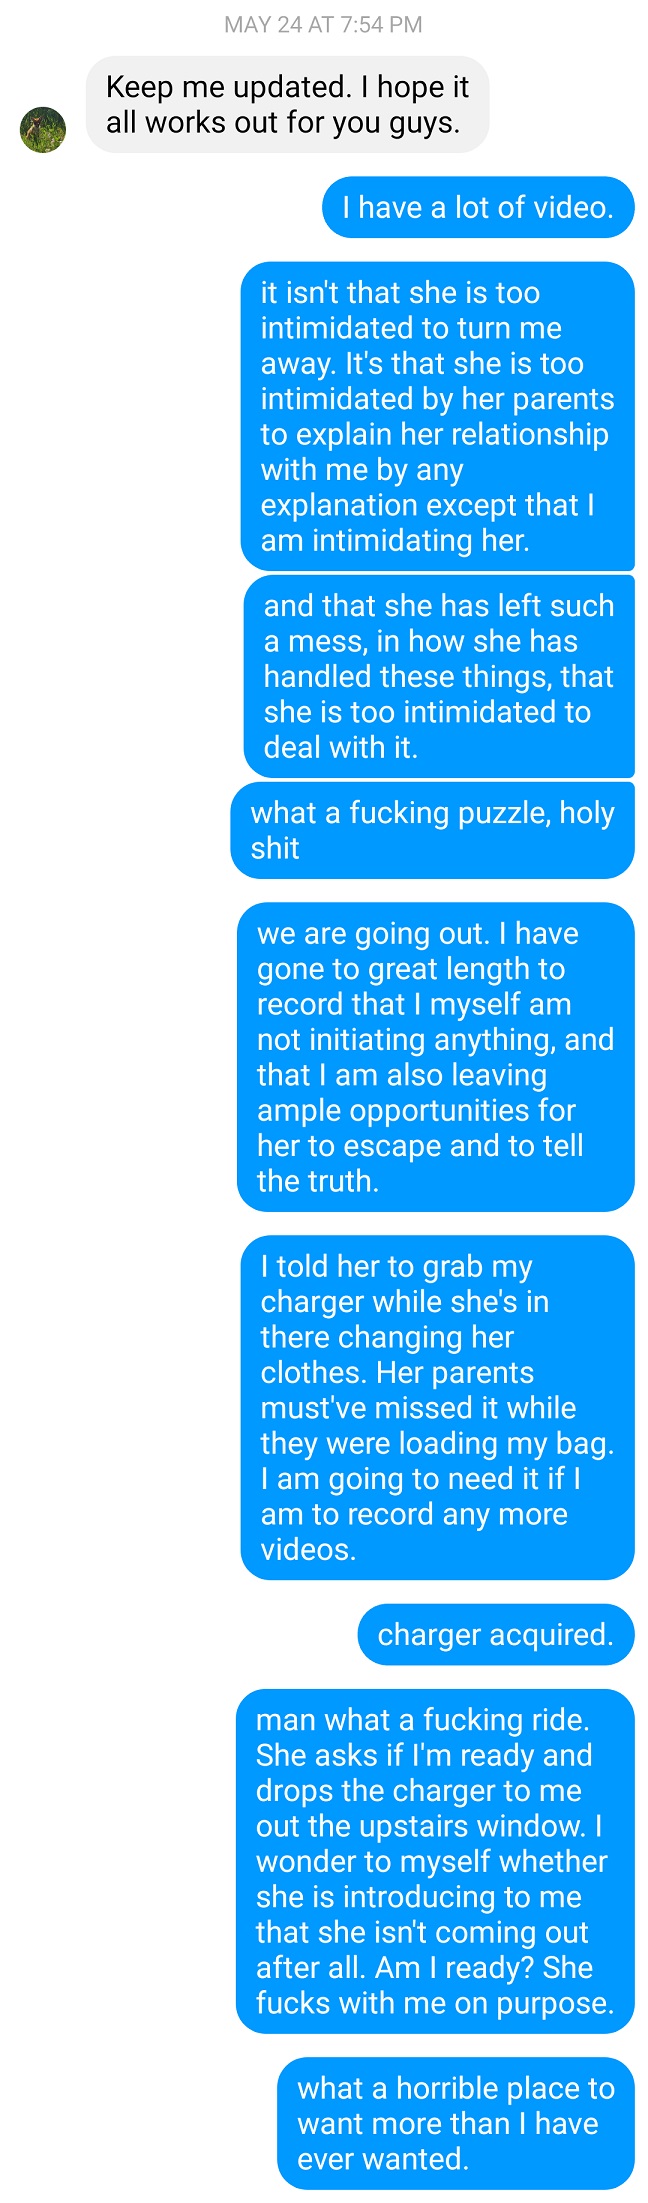 MAY 24 AT 7:54 PM
Keep me updated. I hope it
all works out for you guys.
I have a lot of video.
it isn't that she is too
intimidated to turn me
away. It's that she is too
intimidated by her parents
to explain her relationship
with me by any
explanation except that I
am intimidating her.
and that she has left such
a mess, in how she has
handled these things, that
she is too intimidated to
deal with it.
what a fucking puzzle, holy
shit
we are going out. I have
gone to great length to
record that I myself am
not initiating anything, and
that I am also leaving
ample opportunities for
her to escape and to tell
the truth.
I told her to grab my
charger while she's in
there changing her
clothes. Her parents
must've missed it while
they were loading my bag.
I am going to need it if I
am to record any more
videos.
charger acquired.
man what a fucking ride.
She asks if I'm ready and
drops the charger to me
out the upstairs window. I
wonder to myself whether
she is introducing to me
that she isn't coming out
after all. Am I ready? She
fucks with me on purpose.
what a horrible place to
want more than I have
ever wanted.